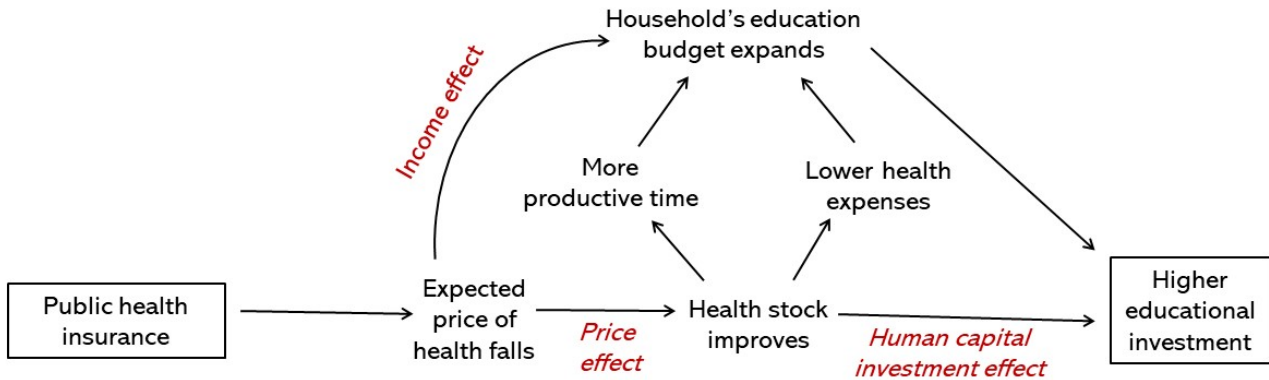 Household's education
budget expands
Income effect
More
productive time
Lower health
expenses
Public health
insurance
Expected
price of
health falls
Price
effect
Health stock
improves
Human capital
investment effect
Higher
educational
investment